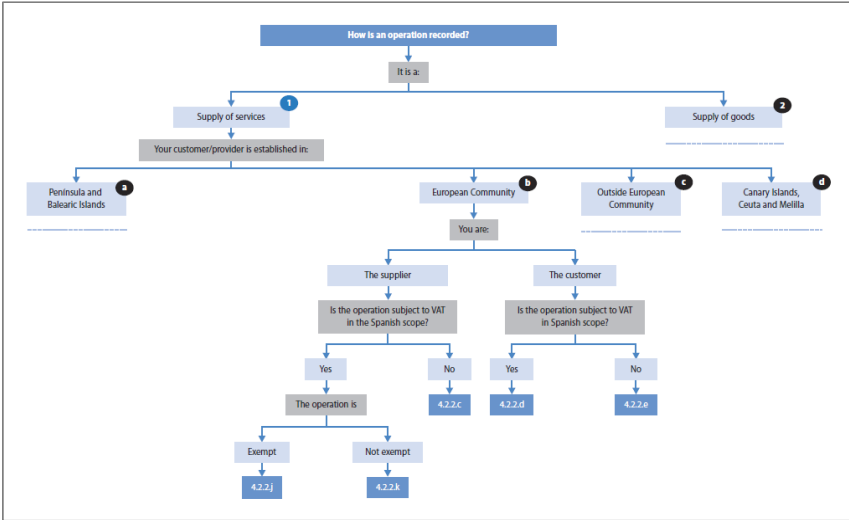 How is an operation recorded?
It is a:
1
Supply of services
2
Supply of goods
Your customer/provider is established in:
a
Peninsula and
Balearic Islands
b
European Community
c
Outside European
Community
d
Canary Islands,
Ceuta and Melilla
You are:
The supplier
The customer
Is the operation subject to VAT
in the Spanish scope?
Is the operation subject to VAT
in Spanish scope?
Yes
No
Yes
No
The operation is
4.2.2.c
4.2.2.d
4.2.2.e
Exempt
Not exempt
4.2.2.j
4.2.2.k